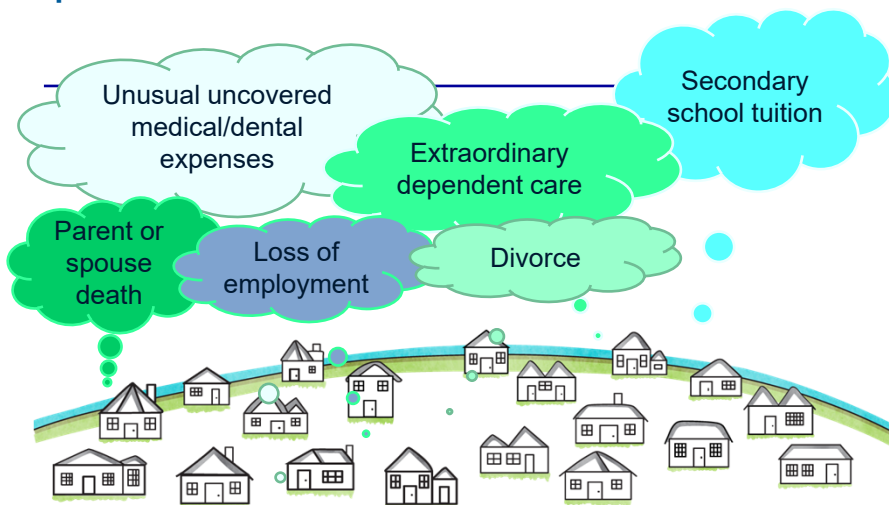 Unusual uncovered
medical/dental
expenses
Secondary
school tuition
Extraordinary
dependent care
Parent or
spouse
death
Loss of
employment
Divorce